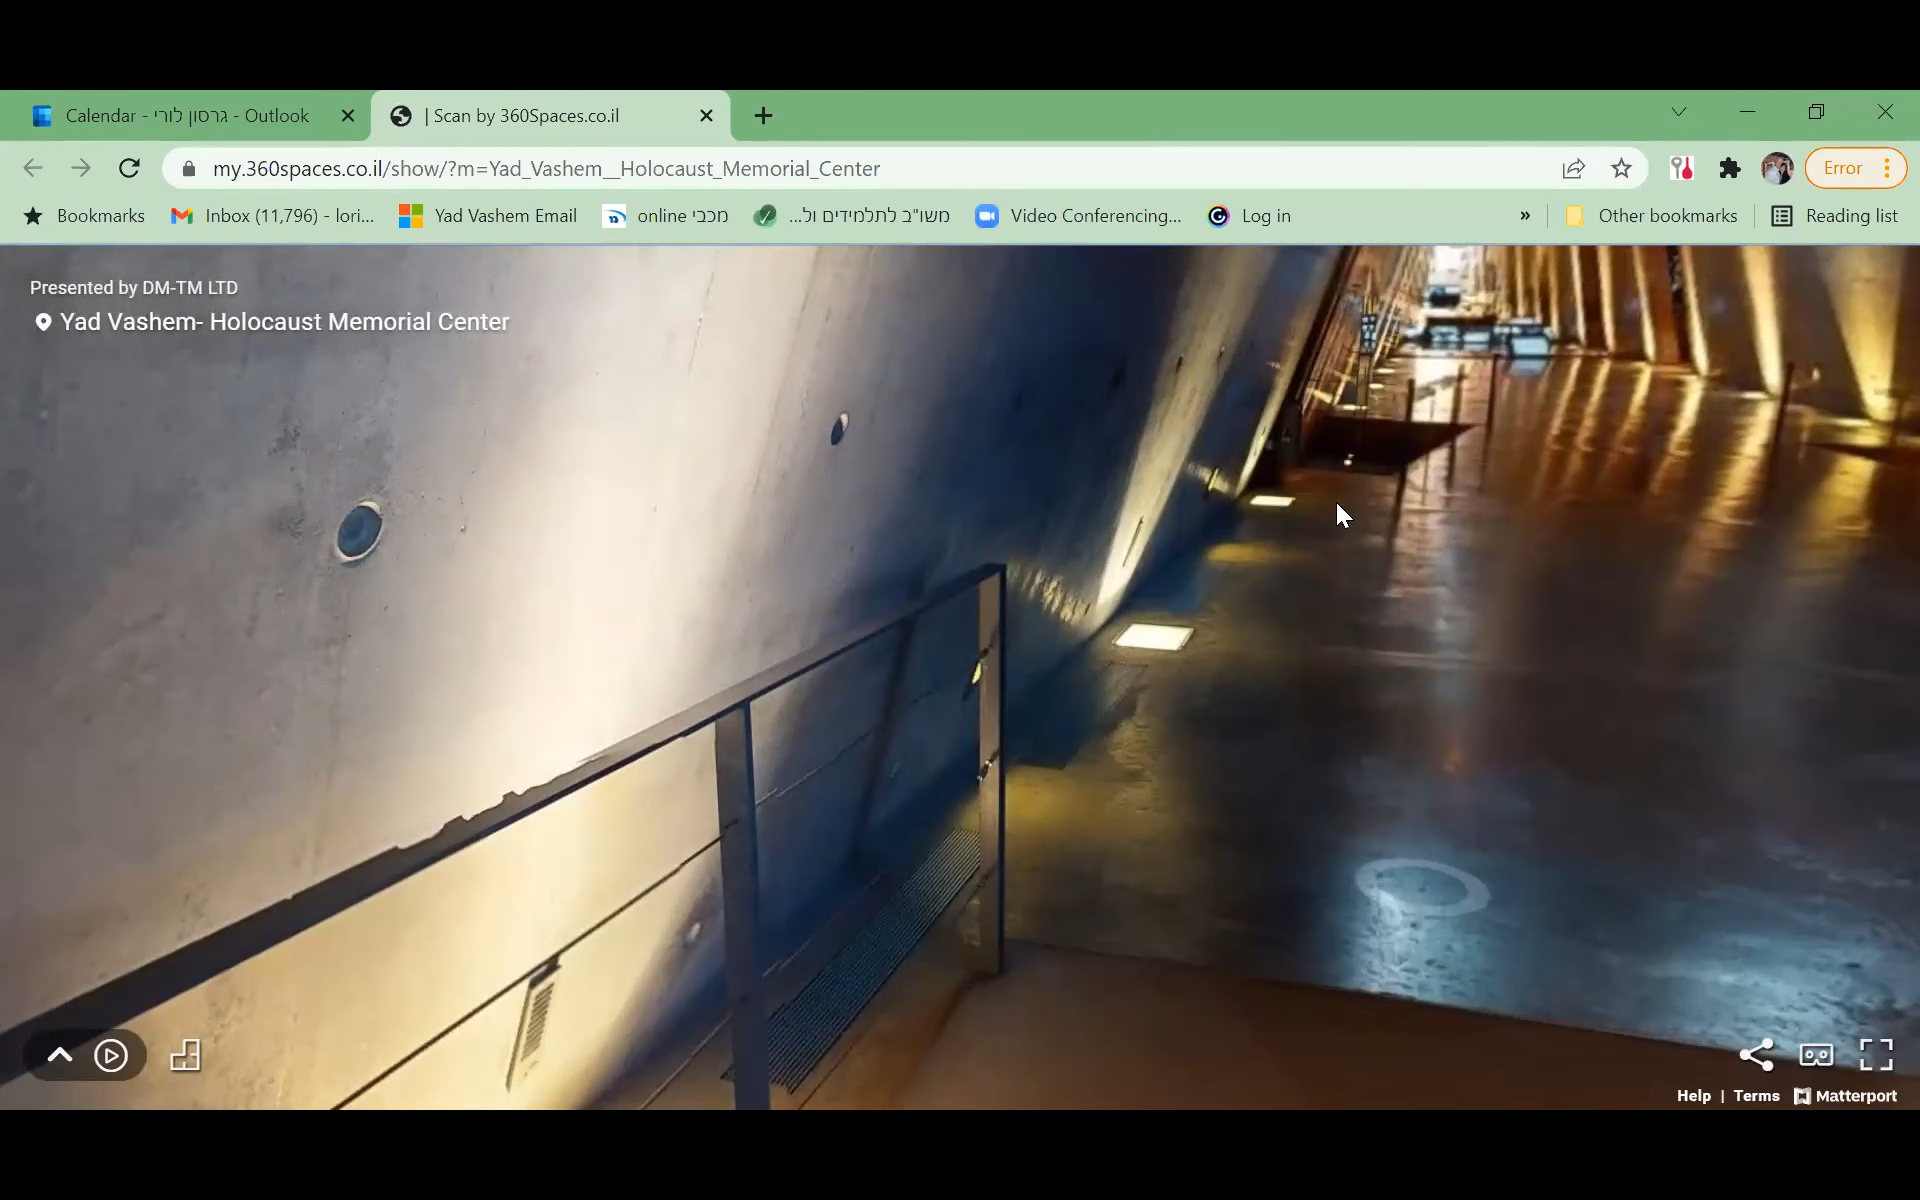 Calendar - גרסון לורי - Outlook
| Scan by 360Spaces.co.il
my.360spaces.co.il/show/?m=Yad_Vashem__Holocaust_Memorial_Center
Error
Bookmarks
Inbox (11,796) - lori...
Yad Vashem Email
online מכבי
משו"ב לתלמידים ול...
Video Conferencing...
Log in
»
Other bookmarks
Reading list
Presented by DM-TM LTD
Yad Vashem- Holocaust Memorial Center
Help | Terms
Matterport